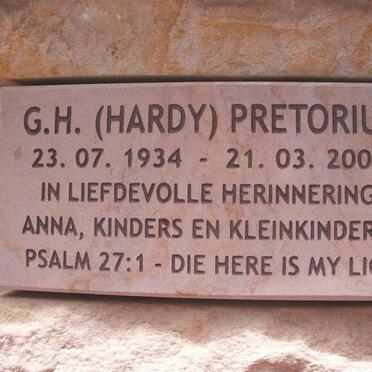 G.H. (HARDY) PRETORIU
23. 07. 1934 - 21. 03. 200
IN LIEFDEVOLLE HERINNERING
ANNA, KINDERS EN KLEINKINDER
PSALM 27:1 - DIE HERE IS MY LIG